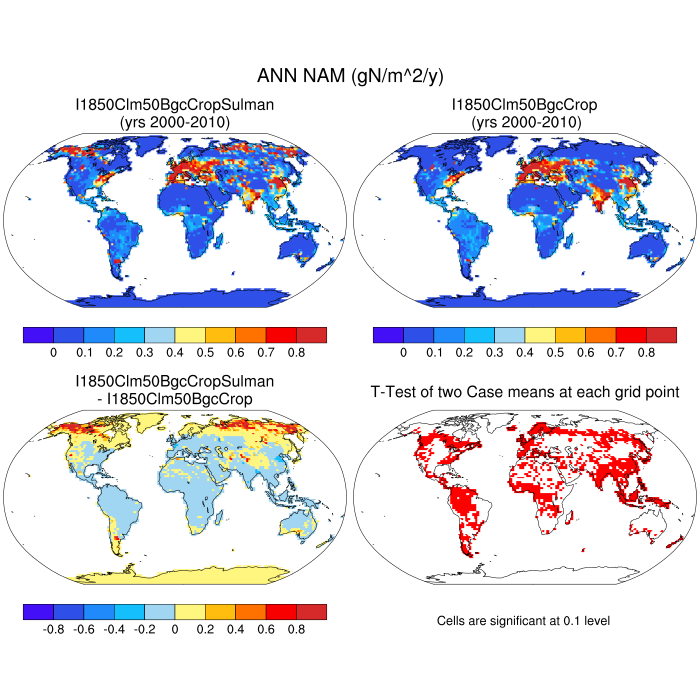 ANN NAM (gN/m^2/y)
I1850Clm50BgcCropSulman
(yrs 2000-2010)
I1850Clm50BgcCrop
(yrs 2000-2010)
0 0.1 0.2 0.3 0.4 0.5 0.6 0.7 0.8
0 0.1 0.2 0.3 0.4 0.5 0.6 0.7 0.8
I1850Clm50BgcCropSulman
- I1850Clm50BgcCrop
T-Test of two Case means at each grid point
-0.8 -0.6 -0.4 -0.2 0 0.2 0.4 0.6 0.8
Cells are significant at 0.1 level